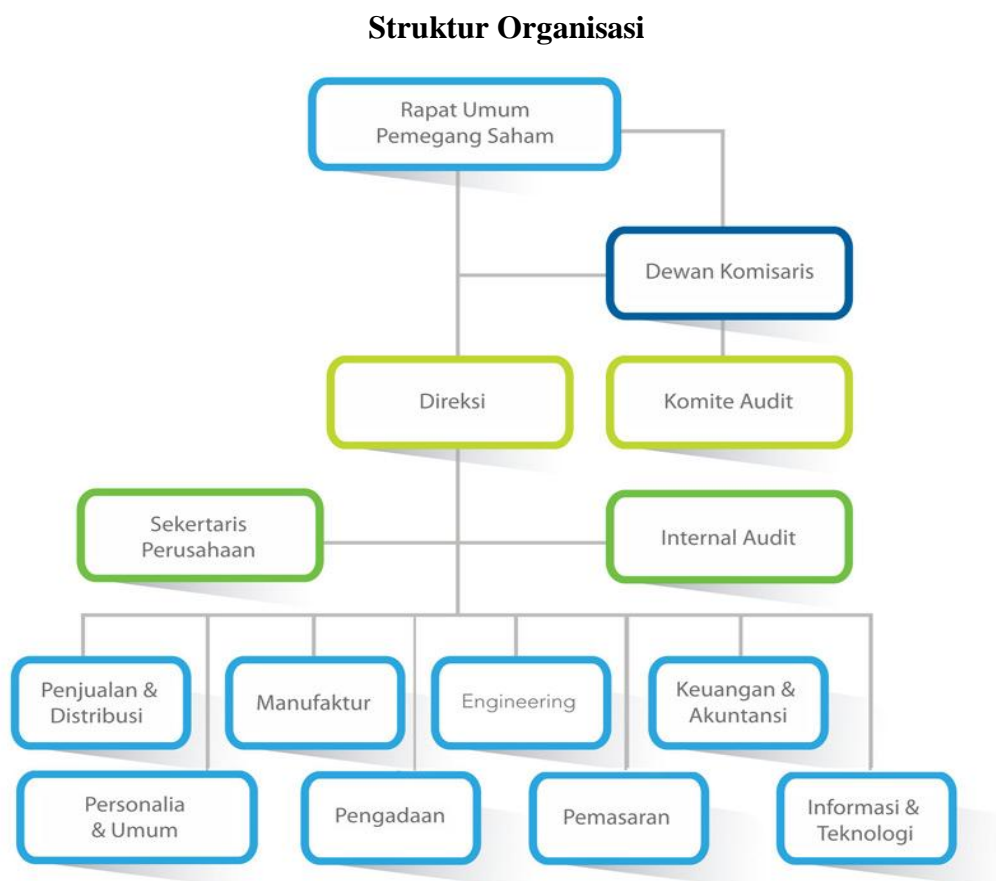 Struktur Organisasi
Rapat Umum
Pemegang Saham
Dewan Komisaris
Direksi
Komite Audit
Sekertaris
Perusahaan
Internal Audit
Penjualan &
Distribusi
Manufaktur
Engineering
Keuangan &
Akuntansi
Personalia
& Umum
Pengadaan
Pemasaran
Informasi &
Teknologi